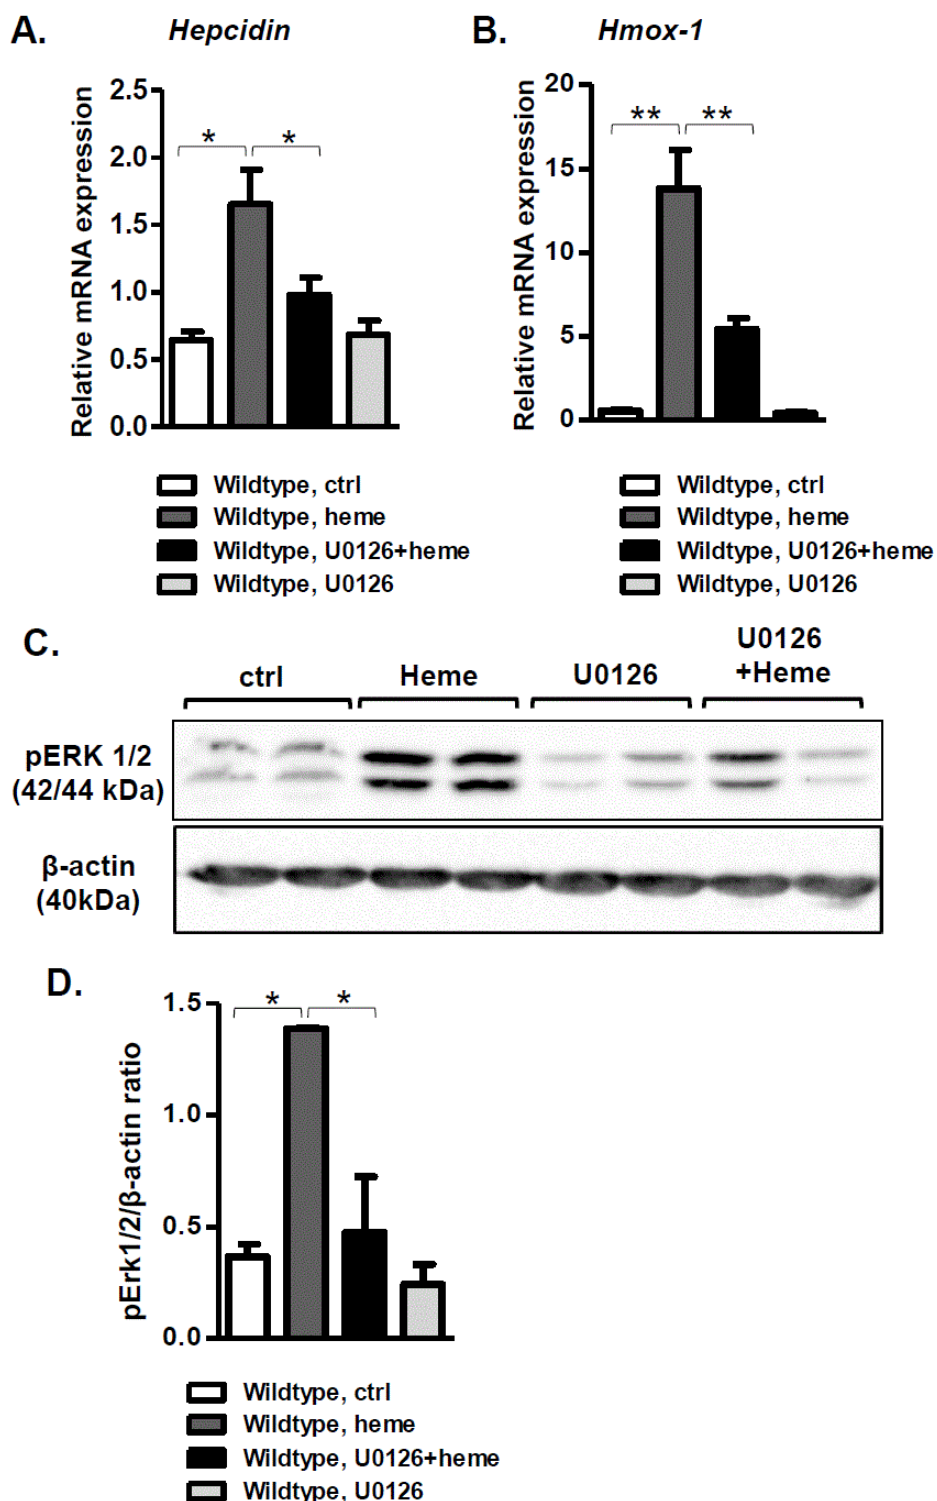 A.
Hepcidin
Relative mRNA expression
2.5
2.0
1.5
1.0
0.5
0.0
*
*
Wildtype, ctrl
Wildtype, heme
Wildtype, U0126+heme
Wildtype, U0126
B.
Hmox-1
Relative mRNA expression
20
15
10
5
0
**
**
Wildtype, ctrl
Wildtype, heme
Wildtype, U0126+heme
Wildtype, U0126
C.
ctrl
Heme
U0126
U0126
+Heme
pERK 1/2
(42/44 kDa)
β-actin
(40kDa)
D.
pErk1/2/β-actin ratio
1.5
1.0
0.5
0.0
*
*
Wildtype, ctrl
Wildtype, heme
Wildtype, U0126+heme
Wildtype, U0126